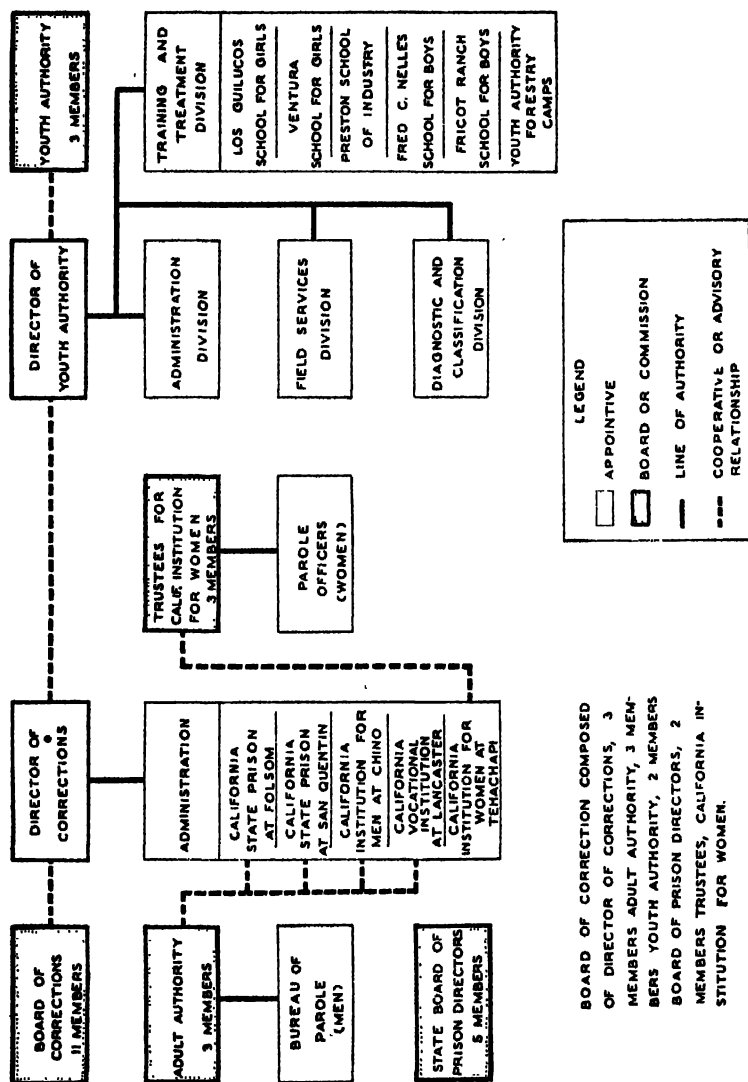 BOARD OF
CORRECTIONS
11 MEMBERS
DIRECTOR OF
CORRECTIONS
DIRECTOR OF
YOUTH AUTHORITY
YOUTH AUTHORITY
3 MEMBERS
ADULT AUTHORITY
3 MEMBERS
BUREAU OF
PAROLE
(MEN)
STATE BOARD OF
PRISON DIRECTORS
5 MEMBERS
ADMINISTRATION
CALIFORNIA
STATE PRISON
AT FOLSOM
CALIFORNIA
STATE PRISON
AT SAN QUENTIN
CALIFORNIA
INSTITUTION FOR
MEN AT CHINO
CALIFORNIA
VOCATIONAL
INSTITUTION
AT LANCASTER
CALIFORNIA
INSTITUTION FOR
WOMEN AT
TEHACHAPI
TRUSTEES FOR
CALIF. INSTITUTION
FOR WOMEN
3 MEMBERS
PAROLE
OFFICERS
(WOMEN)
ADMINISTRATION
DIVISION
FIELD SERVICES
DIVISION
DIAGNOSTIC AND
CLASSIFICATION
DIVISION
TRAINING AND
TREATMENT
DIVISION
LOS GUILUCOS
SCHOOL FOR GIRLS
VENTURA
SCHOOL FOR GIRLS
PRESTON SCHOOL
OF INDUSTRY
FRED C. NELLES
SCHOOL FOR BOYS
FRICOT RANCH
SCHOOL FOR BOYS
YOUTH AUTHORITY
FORESTRY
CAMPS
BOARD OF CORRECTION COMPOSED
OF DIRECTOR OF CORRECTIONS, 3
MEMBERS ADULT AUTHORITY, 3 MEM-
BERS YOUTH AUTHORITY, 2 MEMBERS
BOARD OF PRISON DIRECTORS, 2
MEMBERS TRUSTEES, CALIFORNIA IN-
STITUTION FOR WOMEN.
LEGEND
APPOINTIVE
BOARD OR COMMISSION
LINE OF AUTHORITY
COOPERATIVE OR ADVISORY
RELATIONSHIP